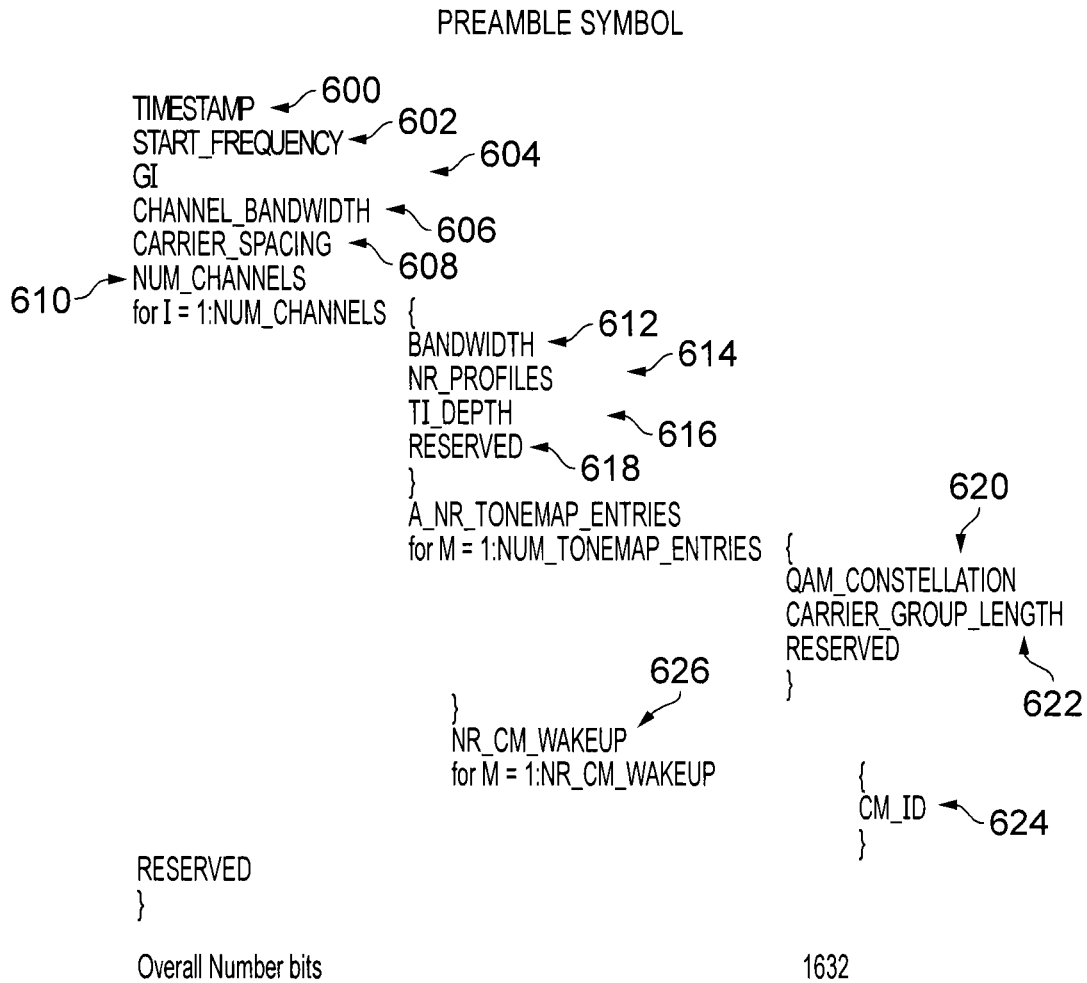 PREAMBLE SYMBOL
TIMESTAMP 600
START_FREQUENCY 602
GI 604
CHANNEL_BANDWIDTH 606
CARRIER_SPACING 608
610 NUM_CHANNELS
for I = 1:NUM_CHANNELS {
BANDWIDTH 612
NR_PROFILES 614
TI_DEPTH 616
RESERVED 618
}
A_NR_TONEMAP_ENTRIES 620
for M = 1:NUM_TONEMAP_ENTRIES {
QAM_CONSTELLATION
CARRIER_GROUP_LENGTH
RESERVED
} 622
} 626
NR_CM_WAKEUP
for M = 1:NR_CM_WAKEUP {
CM_ID 624
}
RESERVED
}
Overall Number bits 1632